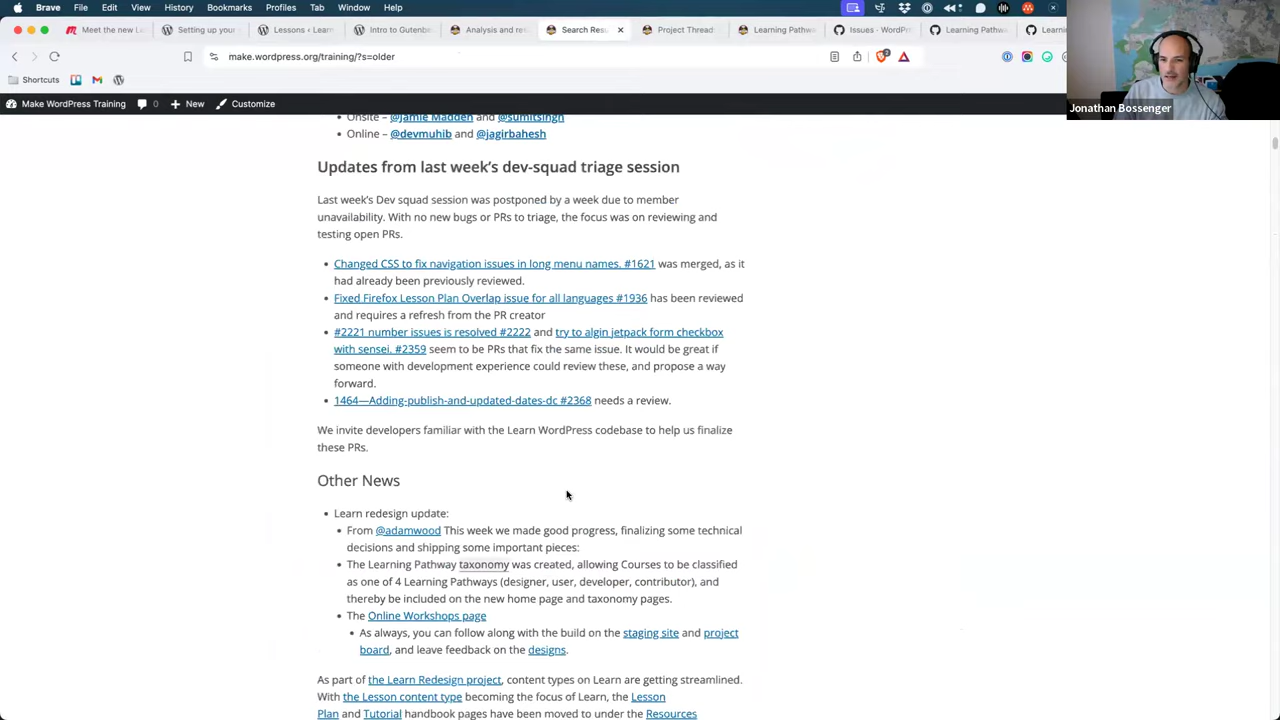 Brave File Edit View History Bookmarks Profiles Tab Window Help
Meet the new L
Setting up your
Lessons ‹ Learn
Intro to Gutenbe
Analysis and res
Search Resu
Project Thread:
Learning Pathw
Issues · WordPr
Learning Pathw
Learni
make.wordpress.org/training/?s=older
2
Shortcuts
Make WordPress Training 0 New Customize
Jonathan Bossenger
Onsite – @Jamie Madden and @sumitsingh
Online – @devmuhib and @jagirbahesh
Updates from last week's dev-squad triage session
Last week's Dev squad session was postponed by a week due to member
unavailability. With no new bugs or PRs to triage, the focus was on reviewing and
testing open PRs.
Changed CSS to fix navigation issues in long menu names. #1621 was merged, as it
had already been previously reviewed.
Fixed Firefox Lesson Plan Overlap issue for all languages #1936 has been reviewed
and requires a refresh from the PR creator
#2221 number issues is resolved #2222 and try to algin jetpack form checkbox
with sensei. #2359 seem to be PRs that fix the same issue. It would be great if
someone with development experience could review these, and propose a way
forward.
1464—Adding-publish-and-updated-dates-dc #2368 needs a review.
We invite developers familiar with the Learn WordPress codebase to help us finalize
these PRs.
Other News
Learn redesign update:
From @adamwood This week we made good progress, finalizing some technical
decisions and shipping some important pieces:
The Learning Pathway taxonomy was created, allowing Courses to be classified
as one of 4 Learning Pathways (designer, user, developer, contributor), and
thereby be included on the new home page and taxonomy pages.
The Online Workshops page
As always, you can follow along with the build on the staging site and project
board, and leave feedback on the designs.
As part of the Learn Redesign project, content types on Learn are getting streamlined.
With the Lesson content type becoming the focus of Learn, the Lesson
Plan and Tutorial handbook pages have been moved to under the Resources